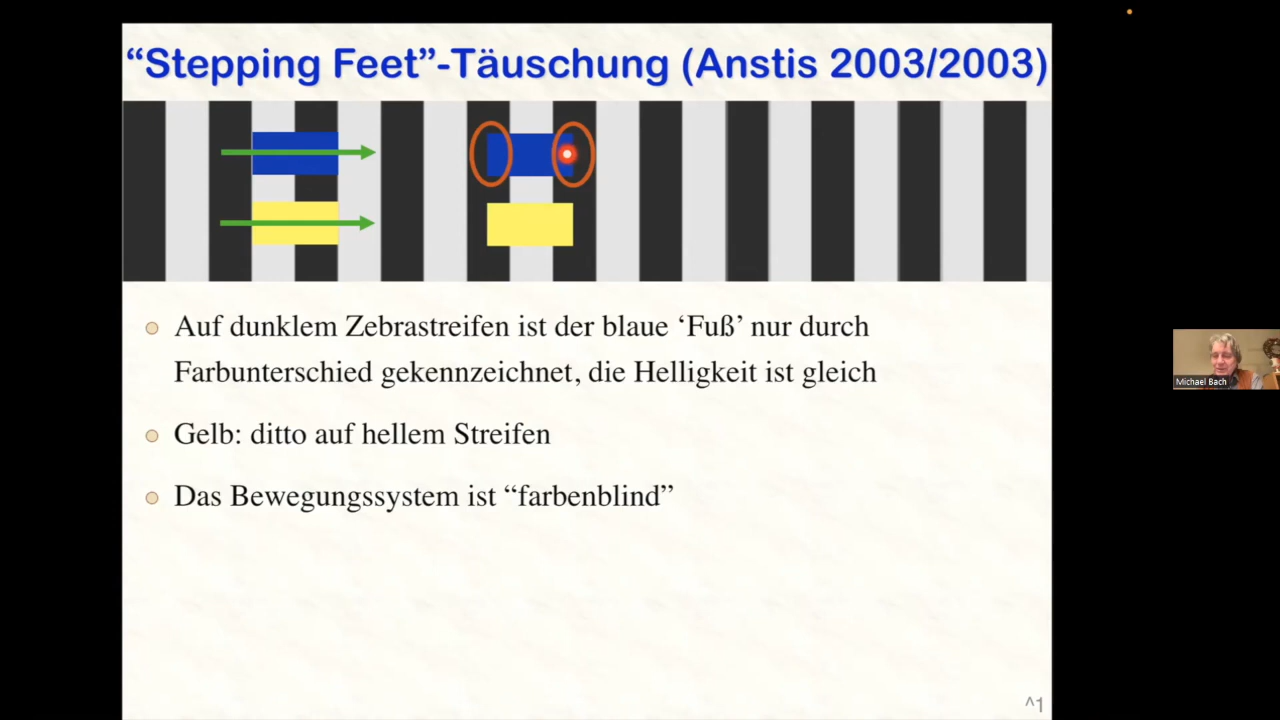 “Stepping Feet”-Täuschung (Anstis 2003/2003)
Auf dunklem Zebrastreifen ist der blaue ‘Fuß’ nur durch
Farbunterschied gekennzeichnet, die Helligkeit ist gleich
Gelb: ditto auf hellem Streifen
Das Bewegungssystem ist “farbenblind”
Michael Bach
^1